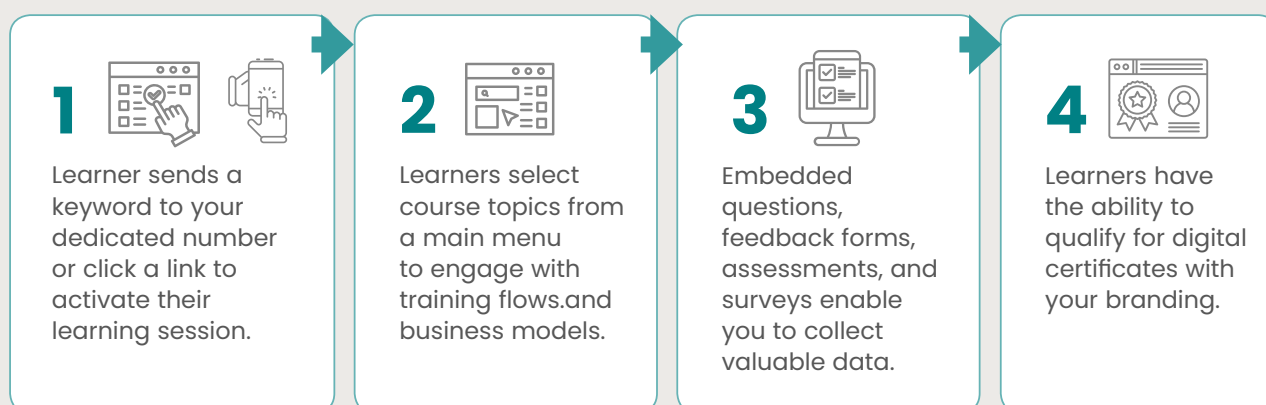 1
Learner sends a
keyword to your
dedicated number
or click a link to
activate their
learning session.
2
Learners select
course topics from
a main menu
to engage with
training flows.and
business models.
3
Embedded
questions,
feedback forms,
assessments, and
surveys enable
you to collect
valuable data.
4
Learners have
the ability to
qualify for digital
certificates with
your branding.